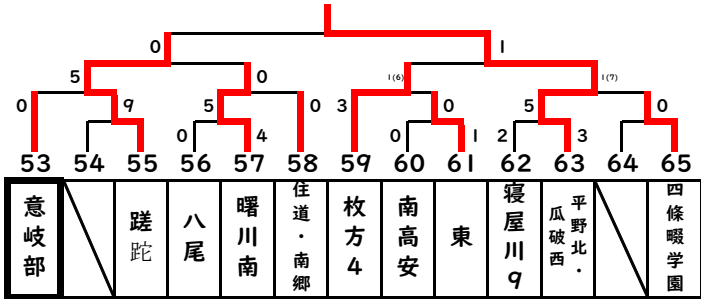 0 1
5 0 1(6) 1(7)
0 9 5 0 3 0 5 0
0 4 0 1 2 3
53 54 55 56 57 58 59 60 61 62 63 64 65
意岐部
蹉跎
八尾
曙川南
住道・南郷
枚方4
南高安
東
寝屋川9
平野北・
瓜破西
四條畷学園